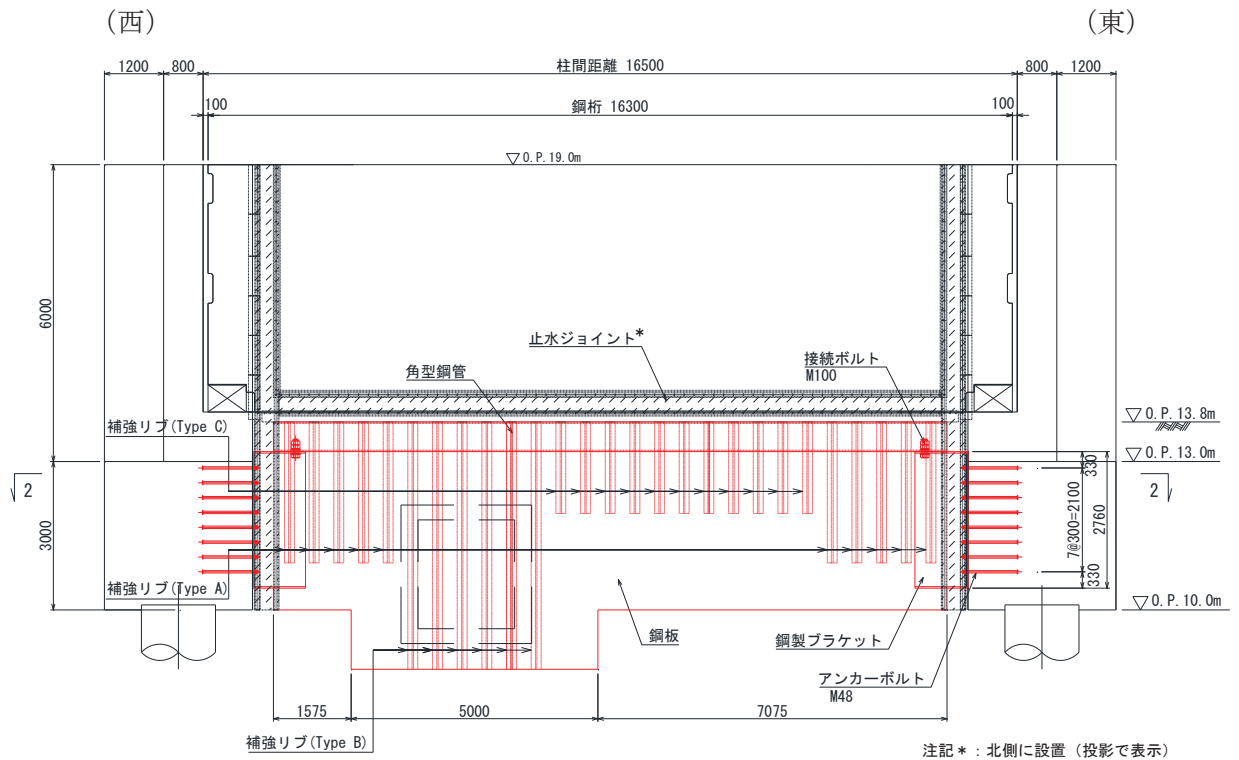 (西)
(東)
1200
800
柱間距離 16500
800
1200
100
鋼桁 16300
100
▽O.P.19.0m
6000
止水ジョイント*
接続ボルト
M100
角型鋼管
▽O.P.13.8m
補強リブ(Type C)
▽O.P.13.0m
2
2
330
7@300=2100
2760
330
3000
補強リブ(Type A)
▽O.P.10.0m
鋼板
鋼製ブラケット
アンカーボルト
M48
1575
5000
7075
補強リブ(Type B)
注記*:北側に設置(投影で表示)